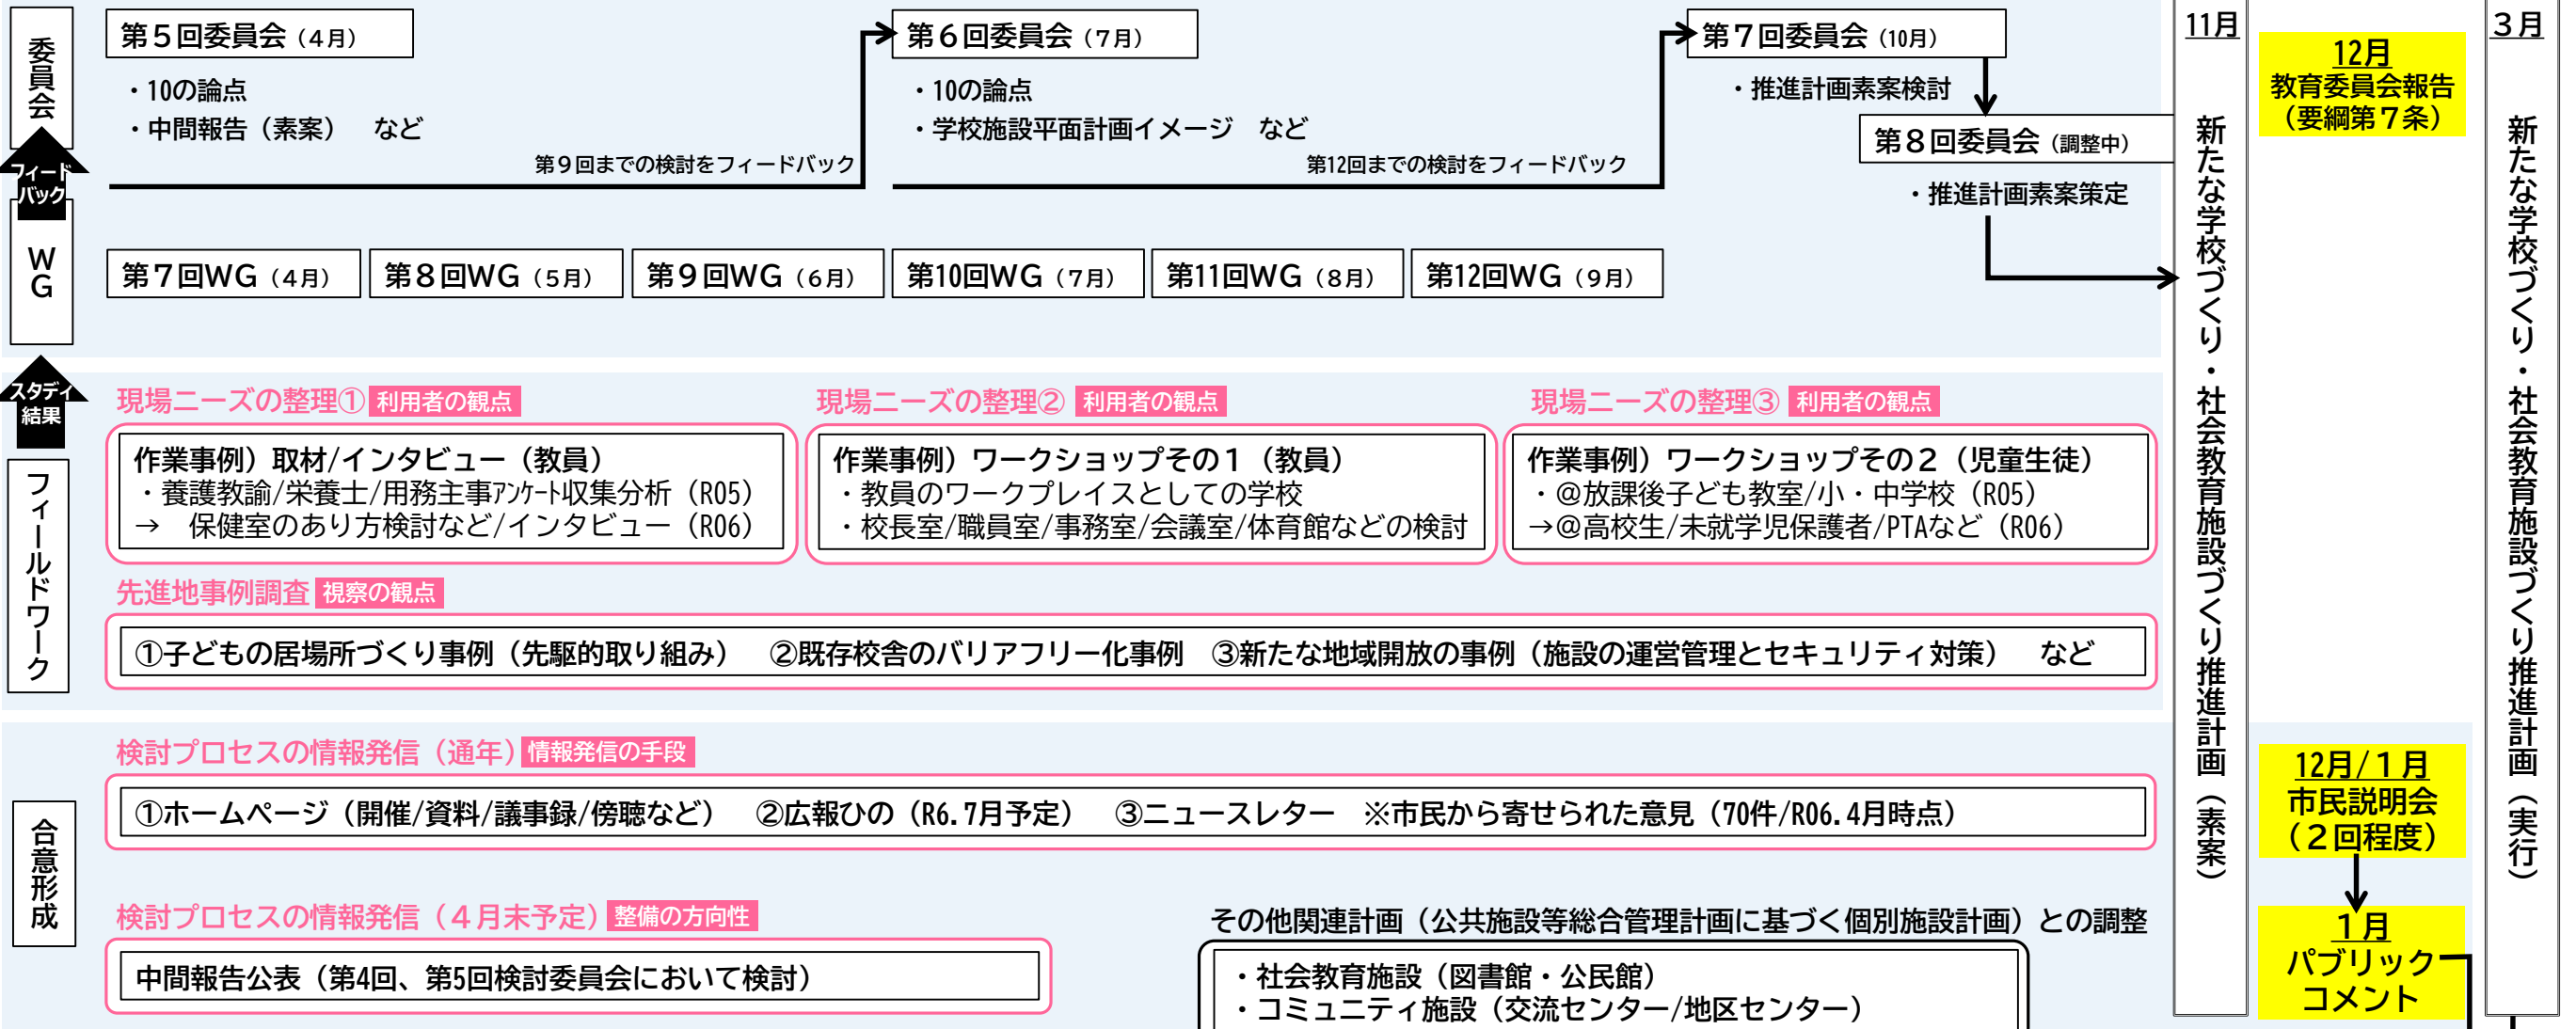 委員会
フィードバック
WG
第５回委員会（４月）
・10の論点
・中間報告（素案）　など
第９回までの検討をフィードバック
第６回委員会（７月）
・10の論点
・学校施設平面計画イメージ　など
第12回までの検討をフィードバック
第７回委員会（10月）
・推進計画素案検討
第８回委員会（調整中）
・推進計画素案策定
第７回WG（４月）
第８回WG（５月）
第９回WG（６月）
第10回WG（７月）
第11回WG（８月）
第12回WG（９月）
スタディ
結果
フィールドワーク
現場ニーズの整理① 利用者の観点
作業事例）取材/インタビュー（教員）
・養護教諭/栄養士/用務主事ｱﾝｹｰﾄ収集分析（R05）
→　保健室のあり方検討など/インタビュー（R06）
現場ニーズの整理② 利用者の観点
作業事例）ワークショップその１（教員）
・教員のワークプレイスとしての学校
・校長室/職員室/事務室/会議室/体育館などの検討
現場ニーズの整理③ 利用者の観点
作業事例）ワークショップその２（児童生徒）
・@放課後子ども教室/小・中学校（R05）
→@高校生/未就学児保護者/PTAなど（R06）
先進地事例調査 視察の観点
①子どもの居場所づくり事例（先駆的取り組み）　②既存校舎のバリアフリー化事例　③新たな地域開放の事例（施設の運営管理とセキュリティ対策）　など
合意形成
検討プロセスの情報発信（通年） 情報発信の手段
①ホームページ（開催/資料/議事録/傍聴など）　②広報ひの（R6.7月予定）　③ニュースレター　※市民から寄せられた意見（70件/R06.4月時点）
検討プロセスの情報発信（４月末予定） 整備の方向性
中間報告公表（第4回、第5回検討委員会において検討）
その他関連計画（公共施設等総合管理計画に基づく個別施設計画）との調整
・社会教育施設（図書館・公民館）
・コミュニティ施設（交流センター/地区センター）
11月
新たな学校づくり・社会教育施設づくり推進計画（素案）
12月
教育委員会報告
（要綱第７条）
12月/１月
市民説明会
（２回程度）
１月
パブリック
コメント
３月
新たな学校づくり・社会教育施設づくり推進計画（実行）